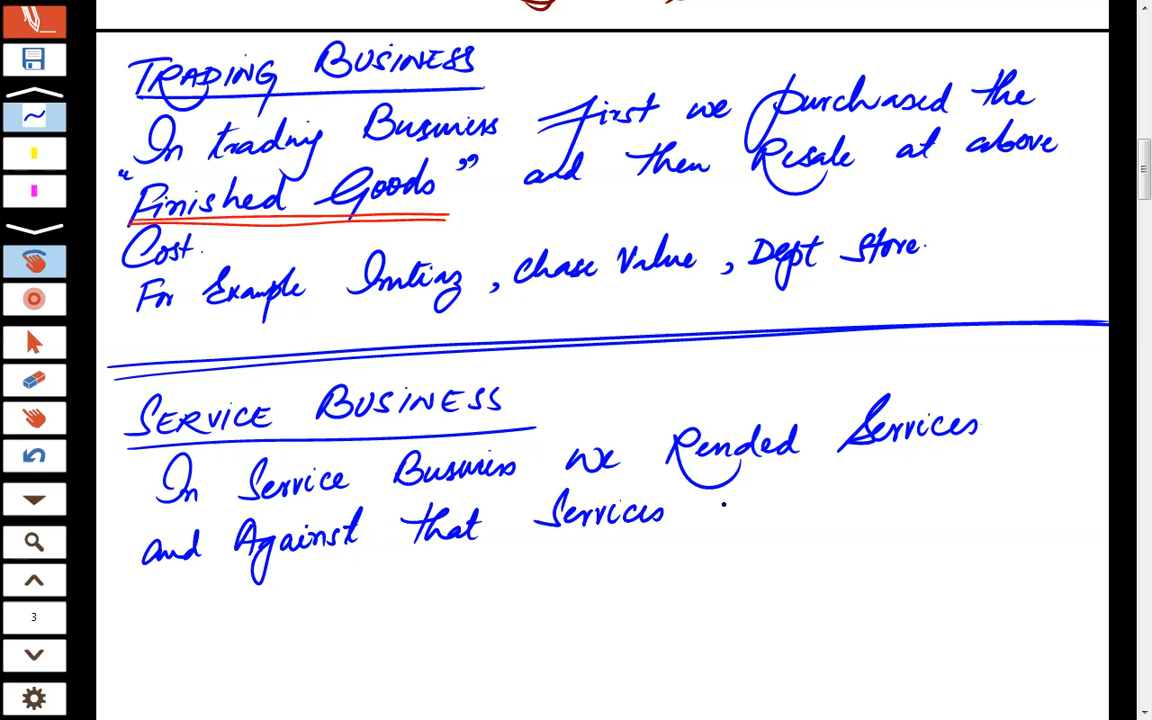 TRADING BUSINESS
In trading Business First we purchased the
"Finished Goods" and then Resale at above
Cost.
For Example Imtiaz, Chase Value, Dept Store.
SERVICE BUSINESS
In Service Business we Rended Services
and Against that Services
3